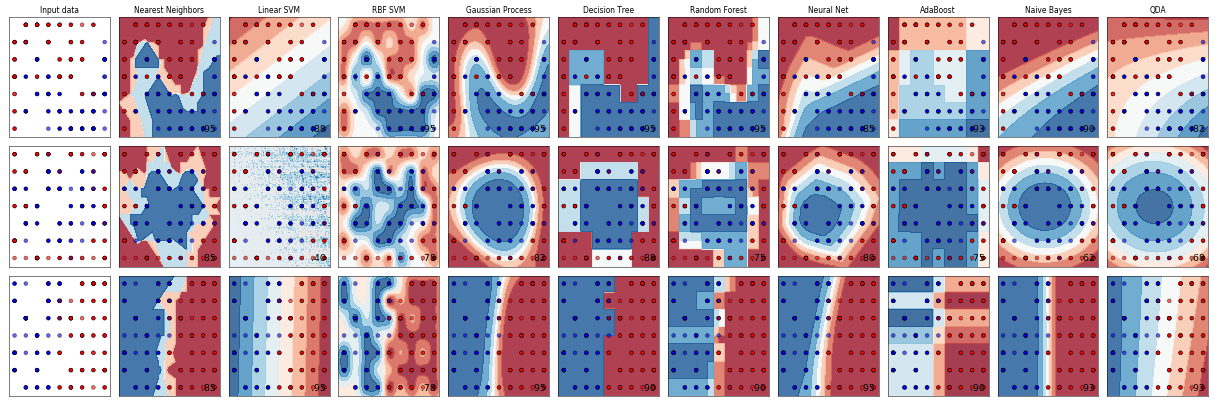 Input data Nearest Neighbors Linear SVM RBF SVM Gaussian Process Decision Tree Random Forest Neural Net AdaBoost Naive Bayes QDA
.95 .88 .95 .95 .95 .95 .85 .93 .90 .82
.85 .40 .78 .82 .88 .75 .80 .75 .62 .68
.85 .95 .78 .95 .90 .90 .95 .90 .93 .93